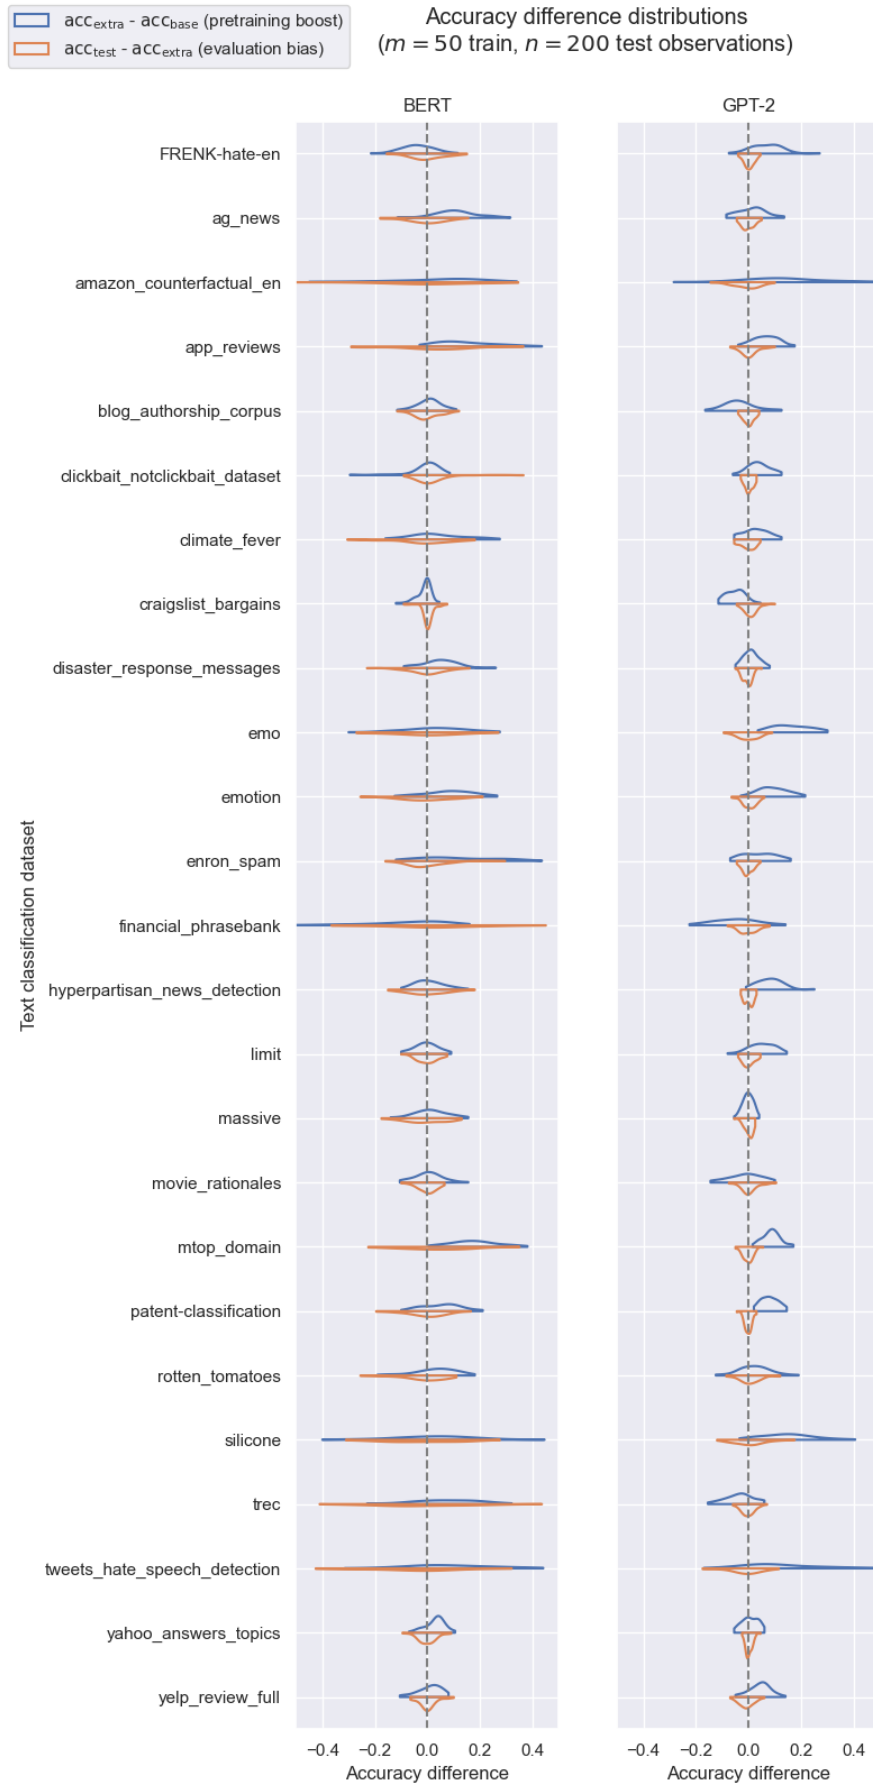 acc_extra - acc_base (pretraining boost)
acc_test - acc_extra (evaluation bias)
Accuracy difference distributions
(m = 50 train, n = 200 test observations)
BERT
GPT-2
Text classification dataset
FRENK-hate-en
ag_news
amazon_counterfactual_en
app_reviews
blog_authorship_corpus
clickbait_notclickbait_dataset
climate_fever
craigslist_bargains
disaster_response_messages
emo
emotion
enron_spam
financial_phrasebank
hyperpartisan_news_detection
limit
massive
movie_rationales
mtop_domain
patent-classification
rotten_tomatoes
silicone
trec
tweets_hate_speech_detection
yahoo_answers_topics
yelp_review_full
−0.4 −0.2 0.0 0.2 0.4
−0.4 −0.2 0.0 0.2 0.4
Accuracy difference
Accuracy difference